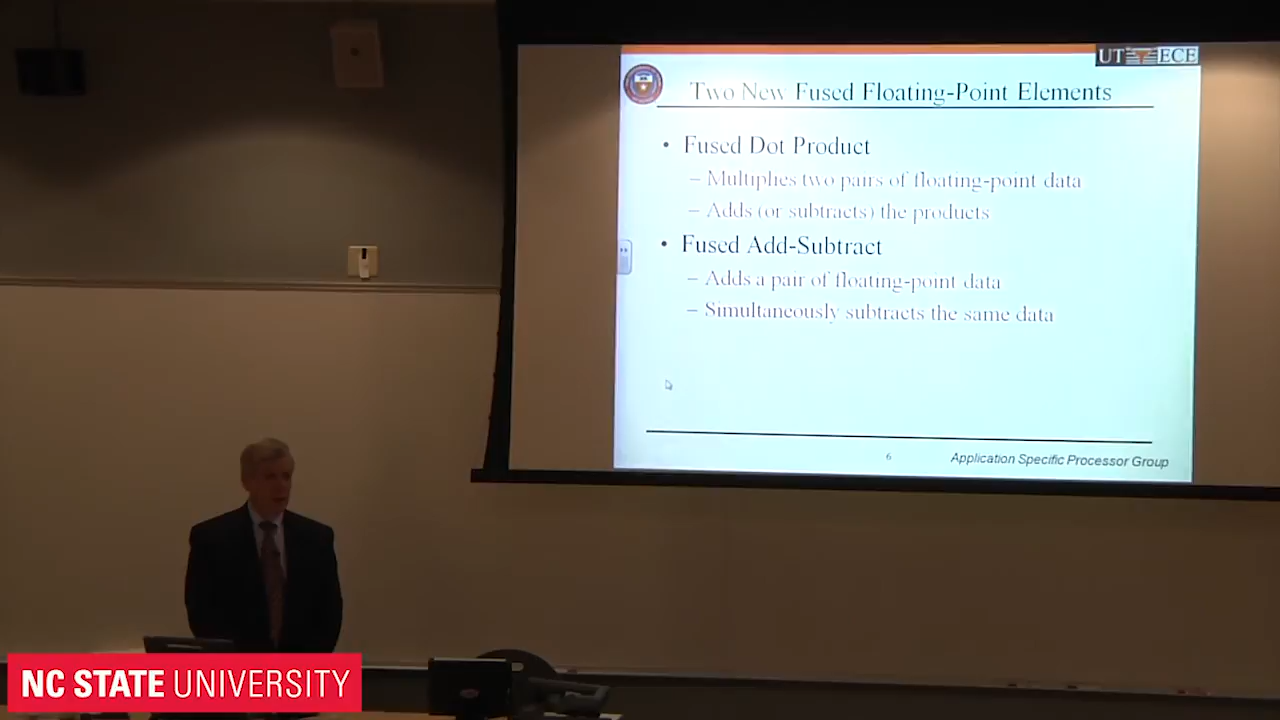 UT ECE
Two New Fused Floating-Point Elements
• Fused Dot Product
– Multiplies two pairs of floating-point data
– Adds (or subtracts) the products
• Fused Add-Subtract
– Adds a pair of floating-point data
– Simultaneously subtracts the same data
6
Application Specific Processor Group
NC STATE UNIVERSITY